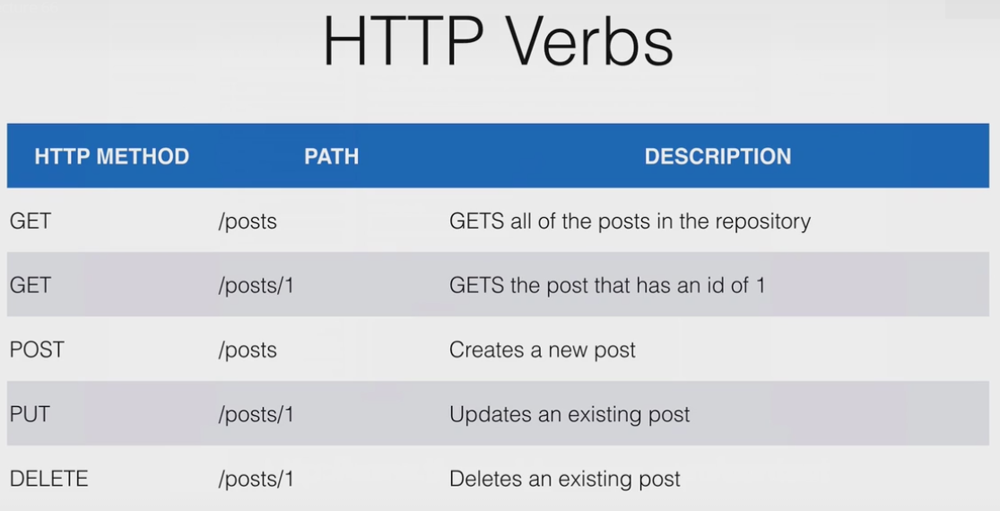 HTTP Verbs
HTTP METHOD PATH DESCRIPTION
GET /posts GETS all of the posts in the repository
GET /posts/1 GETS the post that has an id of 1
POST /posts Creates a new post
PUT /posts/1 Updates an existing post
DELETE /posts/1 Deletes an existing post